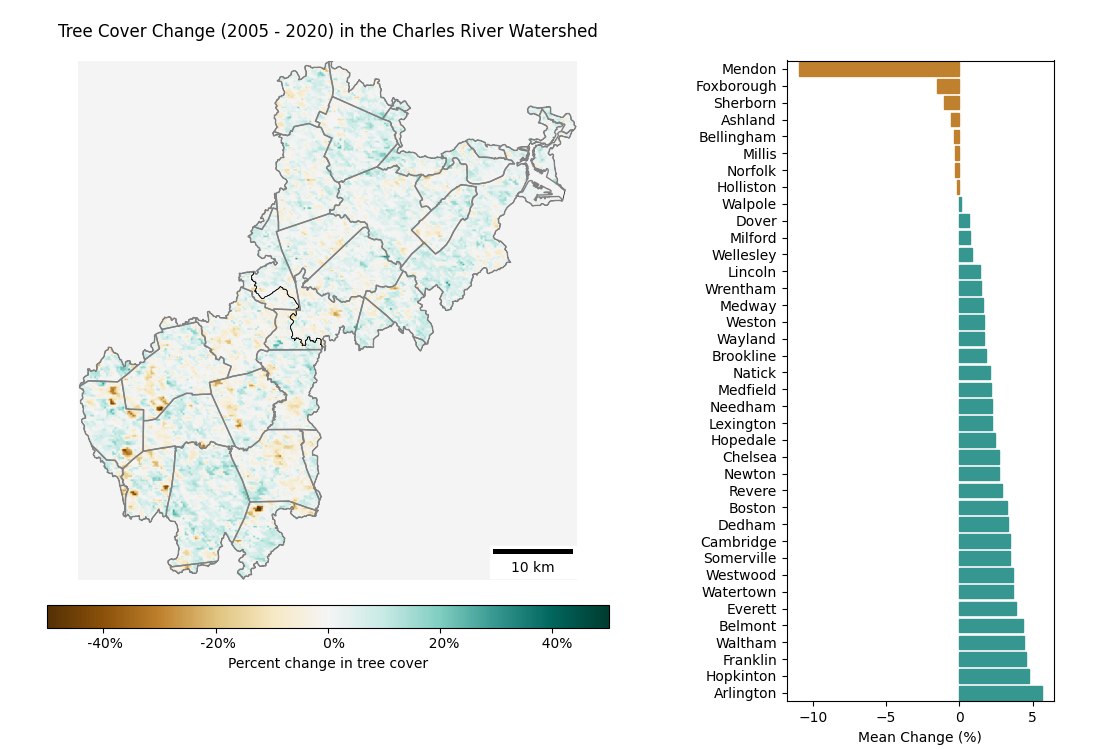 Tree Cover Change (2005 - 2020) in the Charles River Watershed
10 km
-40%
-20%
0%
20%
40%
Percent change in tree cover
Mendon
Foxborough
Sherborn
Ashland
Bellingham
Millis
Norfolk
Holliston
Walpole
Dover
Milford
Wellesley
Lincoln
Wrentham
Medway
Weston
Wayland
Brookline
Natick
Medfield
Needham
Lexington
Hopedale
Chelsea
Newton
Revere
Boston
Dedham
Cambridge
Somerville
Westwood
Watertown
Everett
Belmont
Waltham
Franklin
Hopkinton
Arlington
−10
−5
0
5
Mean Change (%)